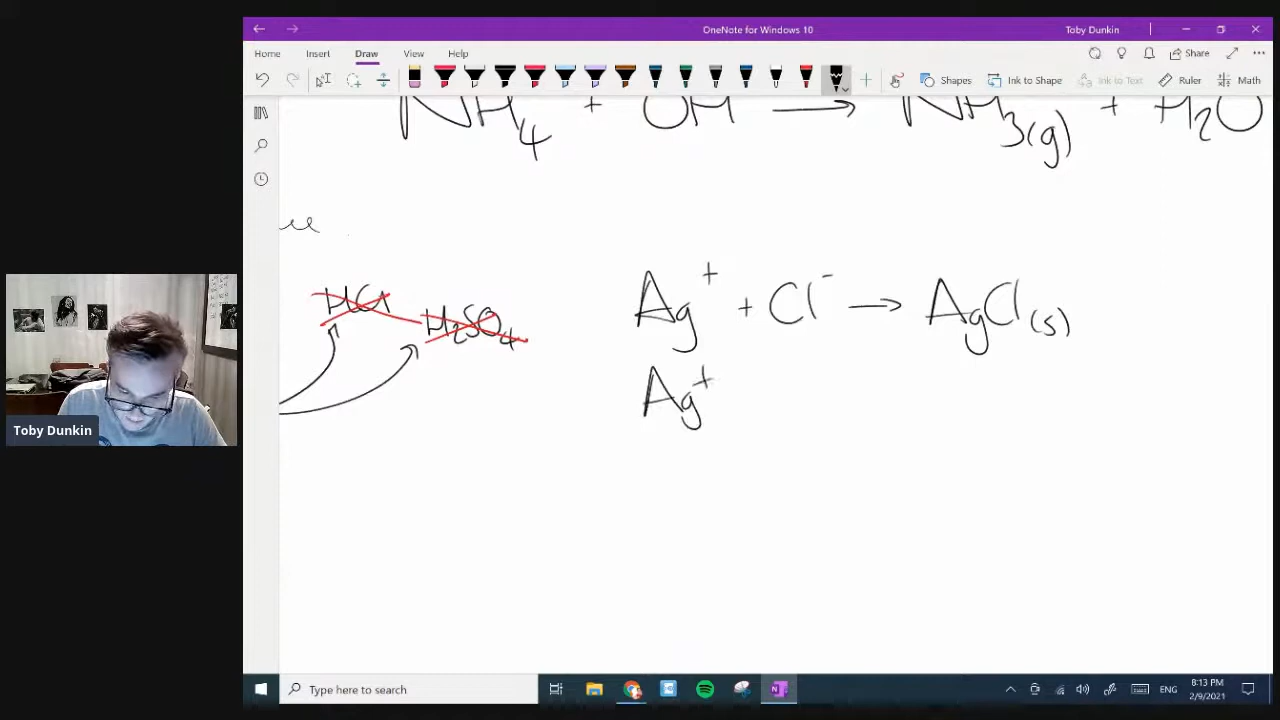 OneNote for Windows 10
Toby Dunkin
Home Insert Draw View Help
Share
Shapes Ink to Shape Ink to Text Ruler Math
NH4 + OH → NH3(g) + H2O
HCl
H2SO4
Ag+ + Cl- → AgCl(s)
Ag+
Toby Dunkin
Type here to search
ENG
8:13 PM
2/9/2021